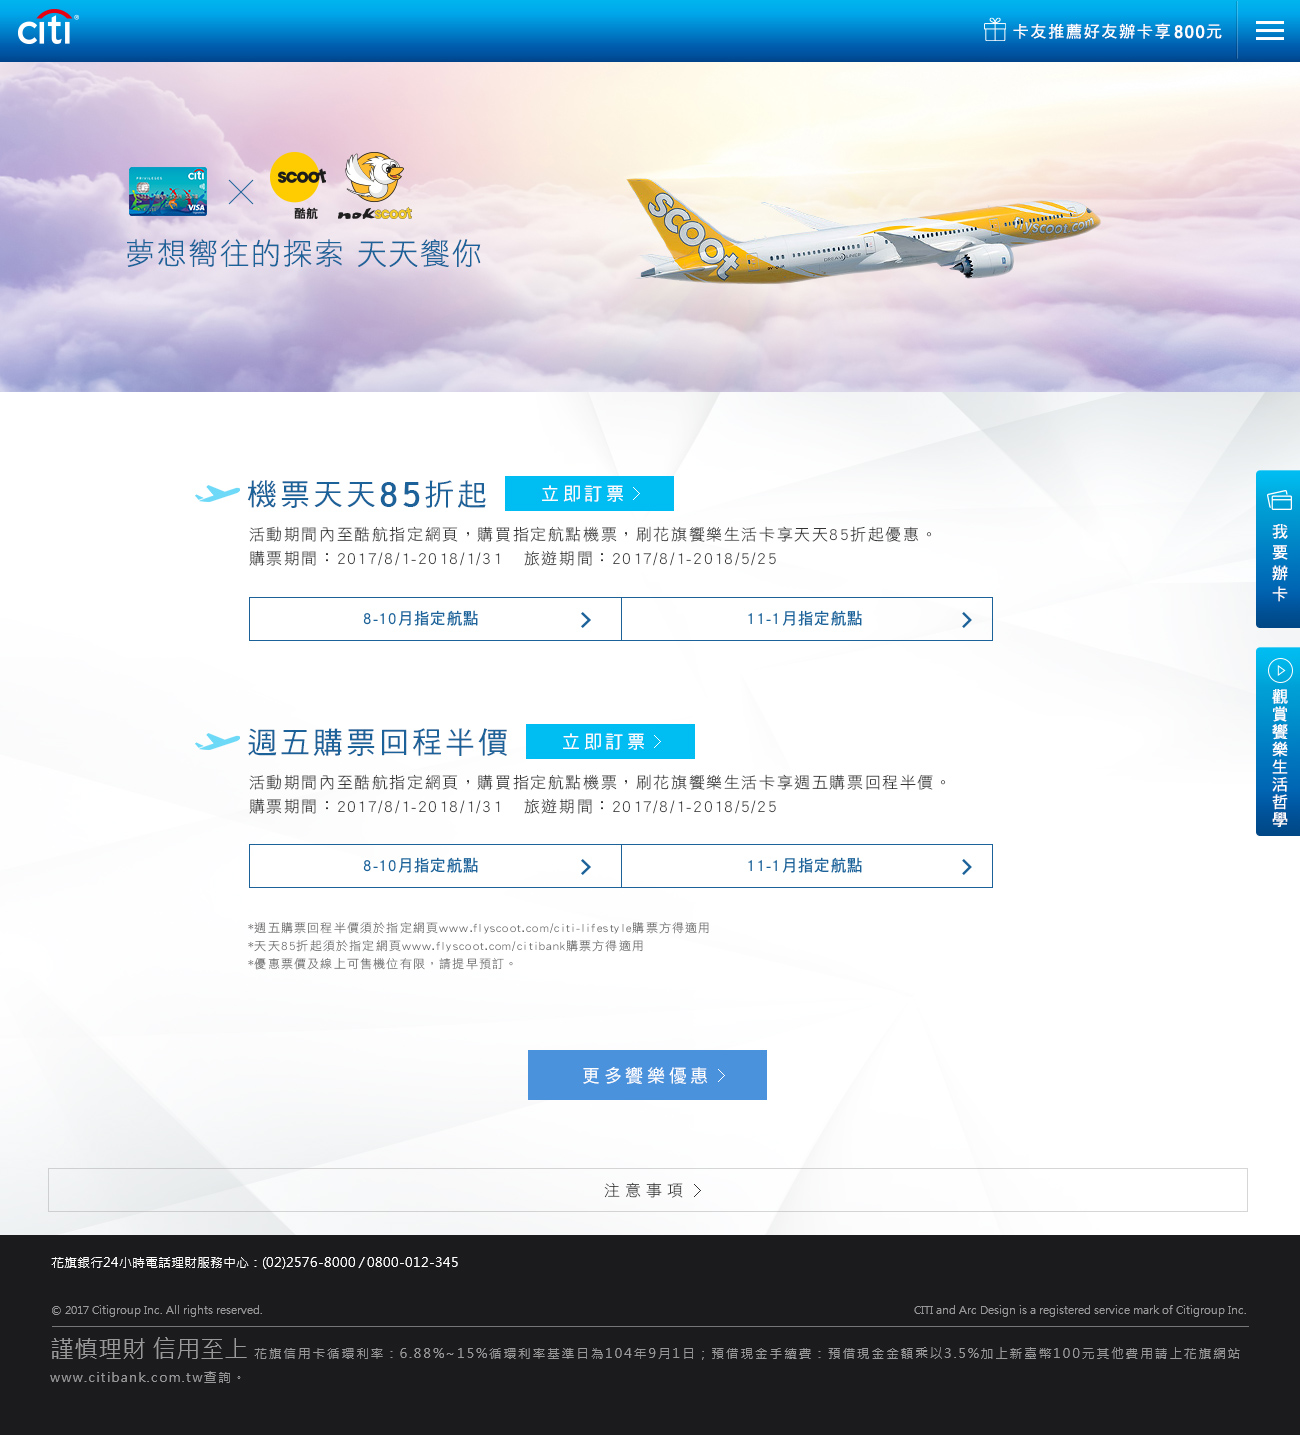 citi
卡友推薦好友辦卡享800元
citi
VISA
scoot
酷航
nokscoot
夢想嚮往的探索 天天饗你
scoot
flyscoot.com
機票天天85折起
立即訂票
活動期間內至酷航指定網頁，購買指定航點機票，刷花旗饗樂生活卡享天天85折起優惠。
購票期間：2017/8/1-2018/1/31 旅遊期間：2017/8/1-2018/5/25
8-10月指定航點
11-1月指定航點
我要辦卡
觀賞饗樂生活哲學
週五購票回程半價
立即訂票
活動期間內至酷航指定網頁，購買指定航點機票，刷花旗饗樂生活卡享週五購票回程半價。
購票期間：2017/8/1-2018/1/31 旅遊期間：2017/8/1-2018/5/25
8-10月指定航點
11-1月指定航點
*週五購票回程半價須於指定網頁www.flyscoot.com/citi-lifestyle購票方得適用
*天天85折起須於指定網頁www.flyscoot.com/citibank購票方得適用
*優惠票價及線上可售機位有限，請提早預訂。
更多饗樂優惠
注意事項
花旗銀行24小時電話理財服務中心：(02)2576-8000 / 0800-012-345
© 2017 Citigroup Inc. All rights reserved.
CITI and Arc Design is a registered service mark of Citigroup Inc.
謹慎理財 信用至上 花旗信用卡循環利率：6.88%~15%循環利率基準日為104年9月1日；預借現金手續費：預借現金金額乘以3.5%加上新臺幣100元其他費用請上花旗網站
www.citibank.com.tw查詢。